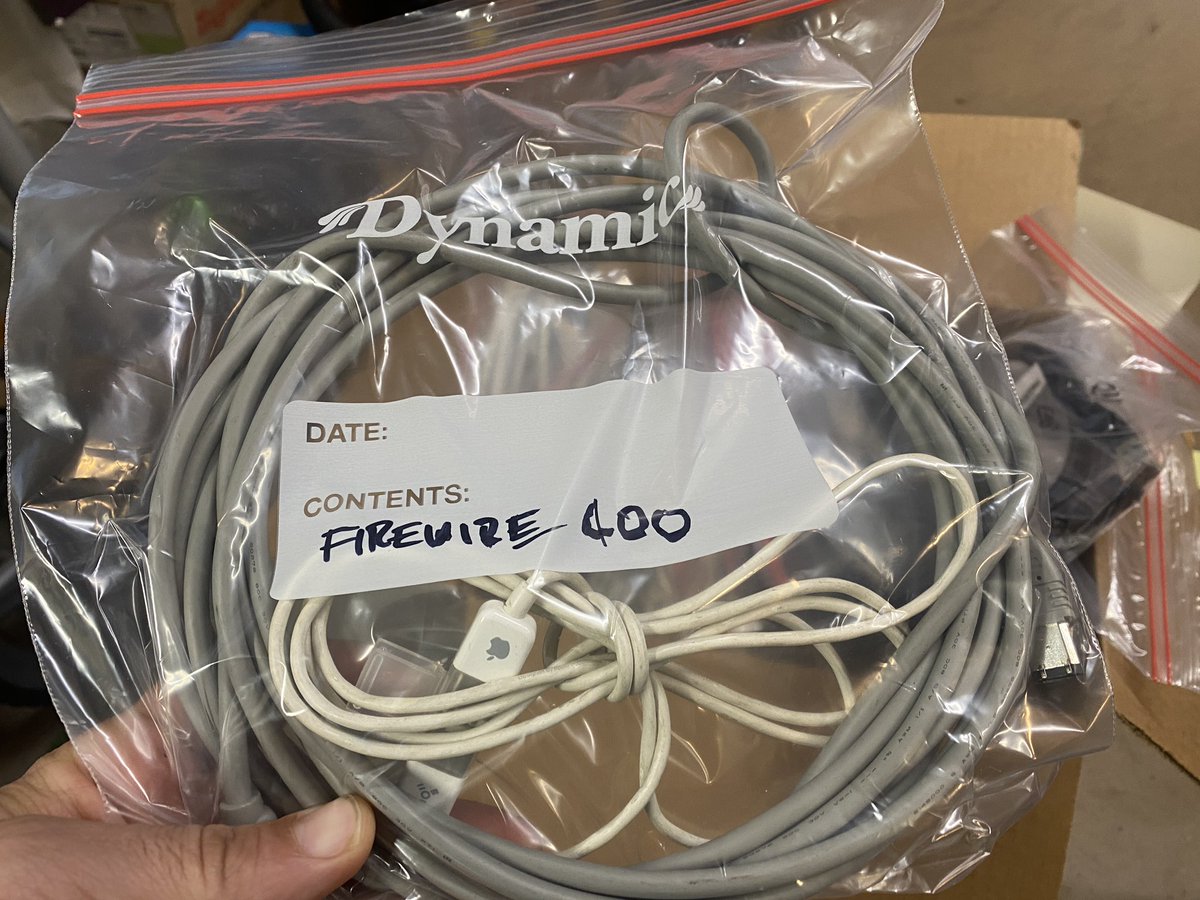 Dynamic
DATE:
CONTENTS:
FIREWIRE 400